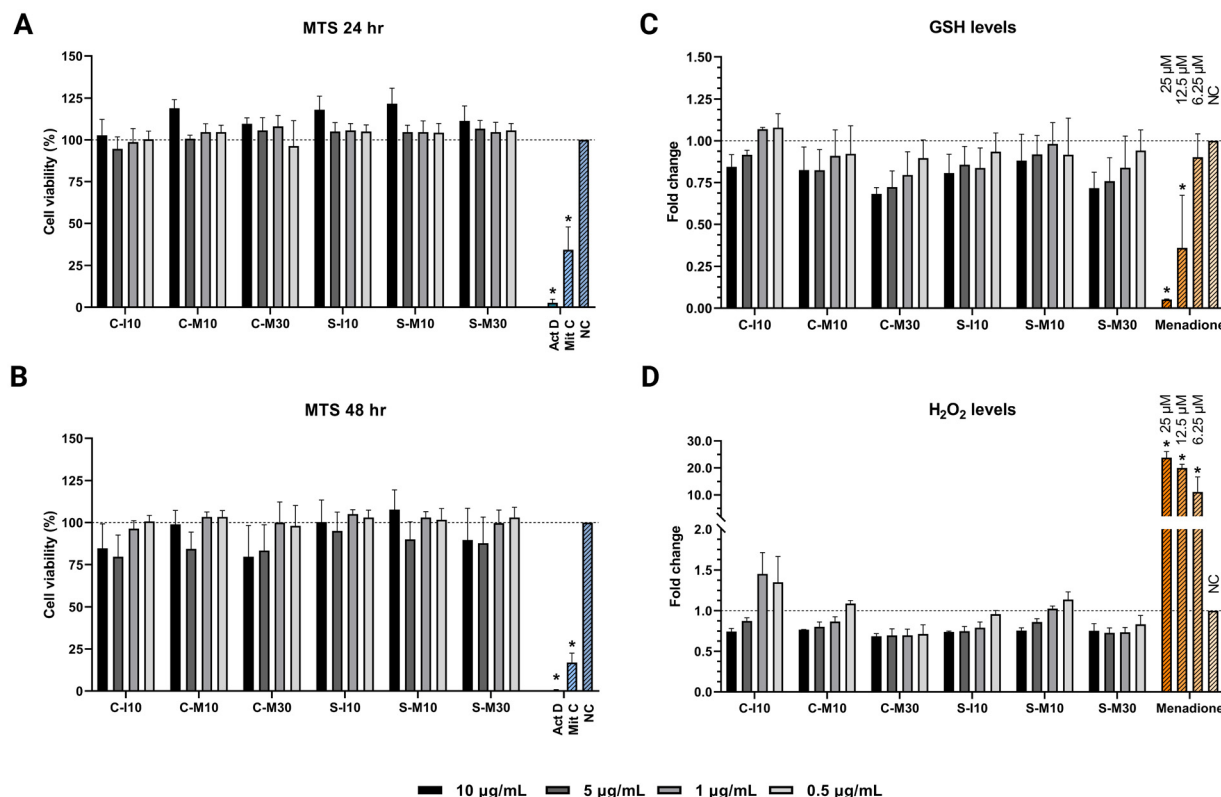 A
MTS 24 hr
Cell viability (%)
150
125
100
75
50
25
0
*
*
C-I10 C-M10 C-M30 S-I10 S-M10 S-M30
Act D
Mit C
NC
B
MTS 48 hr
Cell viability (%)
150
125
100
75
50
25
0
*
*
C-I10 C-M10 C-M30 S-I10 S-M10 S-M30
Act D
Mit C
NC
C
GSH levels
Fold change
1.50
1.25
1.00
0.75
0.50
0.25
0.00
25 µM
12.5 µM
6.25 µM
NC
*
*
C-I10 C-M10 C-M30 S-I10 S-M10 S-M30 Menadione
D
H₂O₂ levels
Fold change
30.0
20.0
10.0
2.0
1.5
1.0
0.5
0.0
25 µM
12.5 µM
6.25 µM
NC
*
*
*
C-I10 C-M10 C-M30 S-I10 S-M10 S-M30 Menadione
10 µg/mL 5 µg/mL 1 µg/mL 0.5 µg/mL